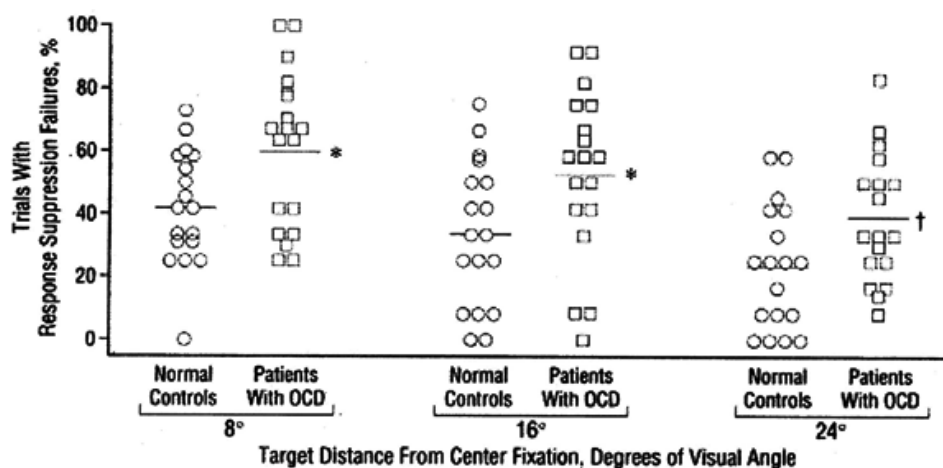 Trials With
Response Suppression Failures, %
100
80
60
40
20
0
*
*
†
Normal Controls
Patients With OCD
Normal Controls
Patients With OCD
Normal Controls
Patients With OCD
8°
16°
24°
Target Distance From Center Fixation, Degrees of Visual Angle